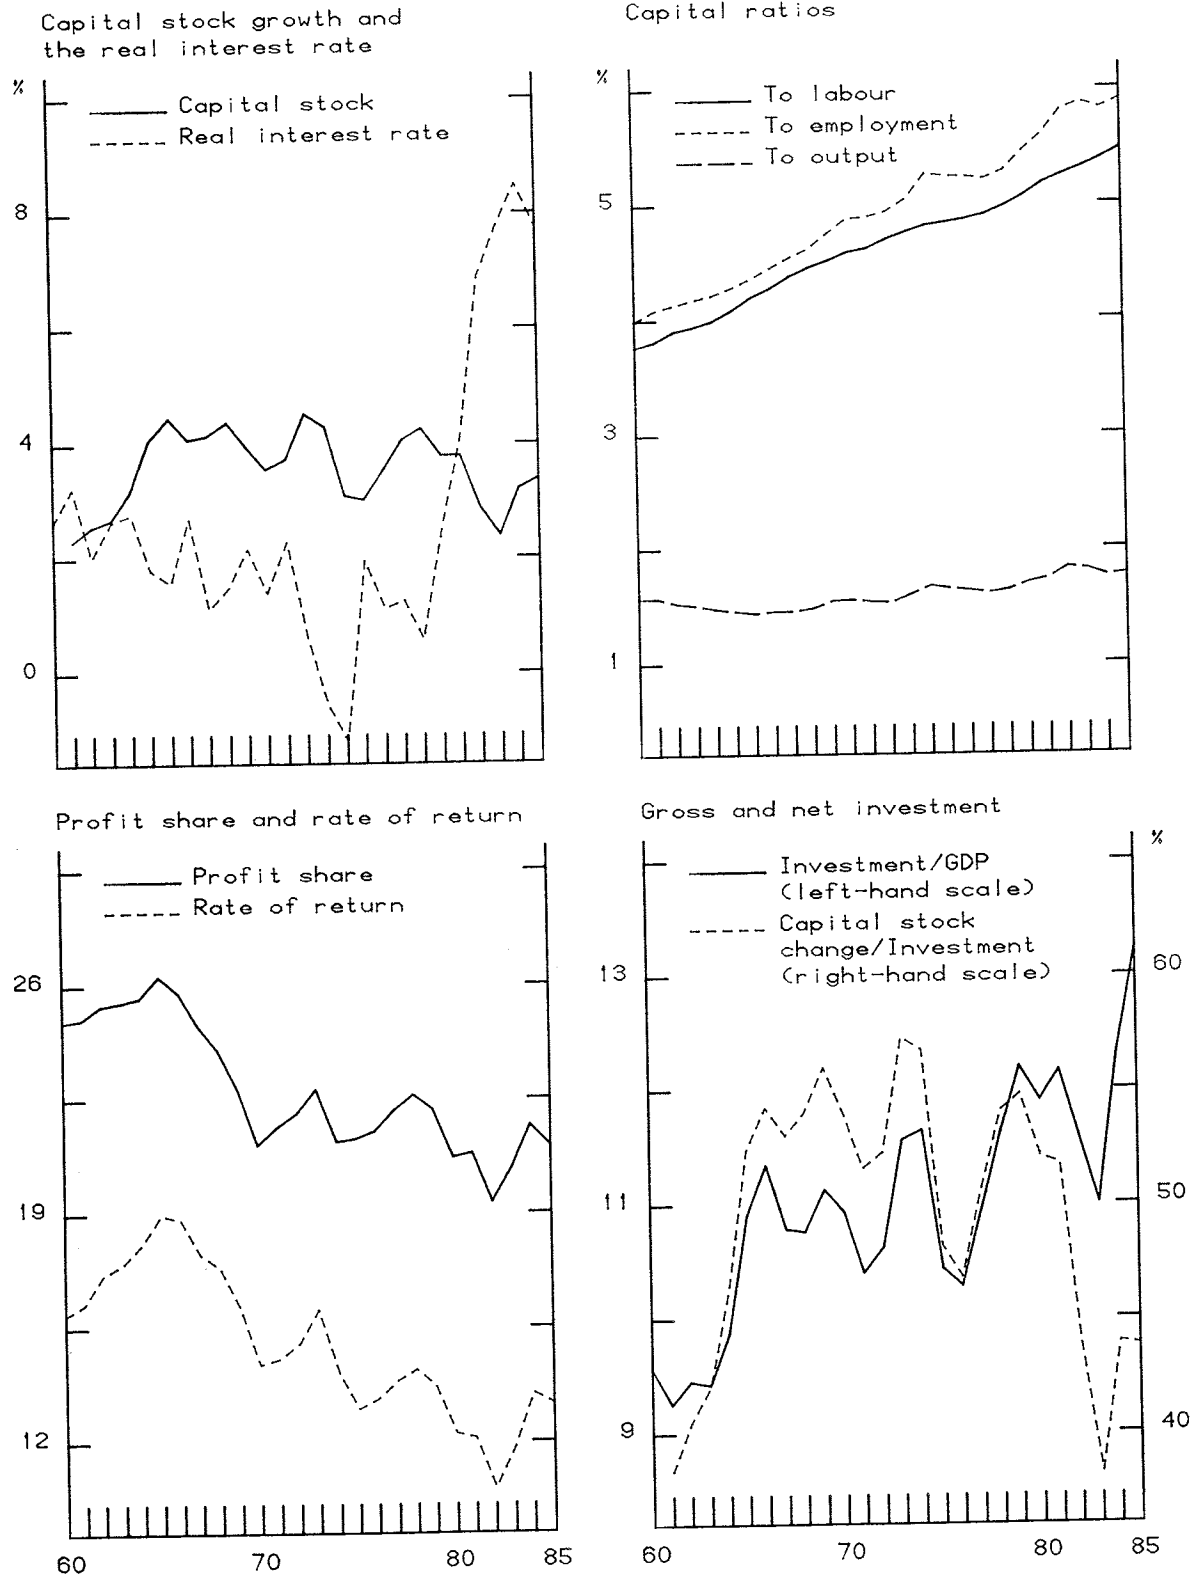 Capital stock growth and
the real interest rate
%
Capital stock
Real interest rate
8
4
0
Capital ratios
%
To labour
To employment
To output
5
3
1
Profit share and rate of return
Profit share
Rate of return
26
19
12
60 70 80 85
Gross and net investment
%
Investment/GDP
(left-hand scale)
Capital stock
change/Investment
(right-hand scale)
13
11
9
60
50
40
60 70 80 85